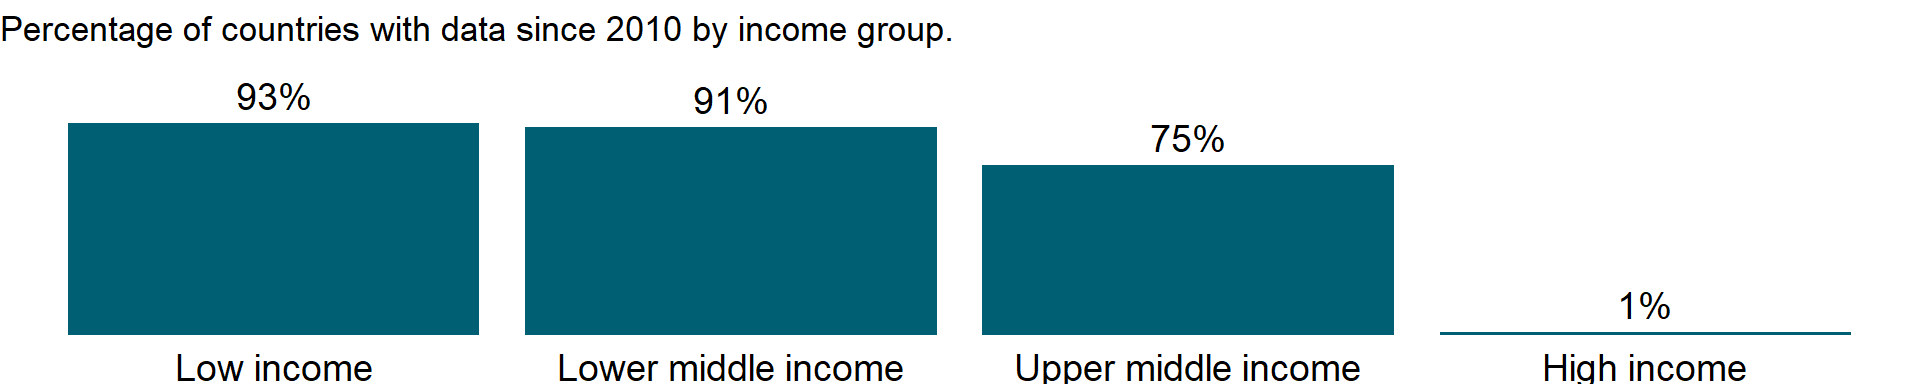 Percentage of countries with data since 2010 by income group.
93%
91%
75%
1%
Low income
Lower middle income
Upper middle income
High income